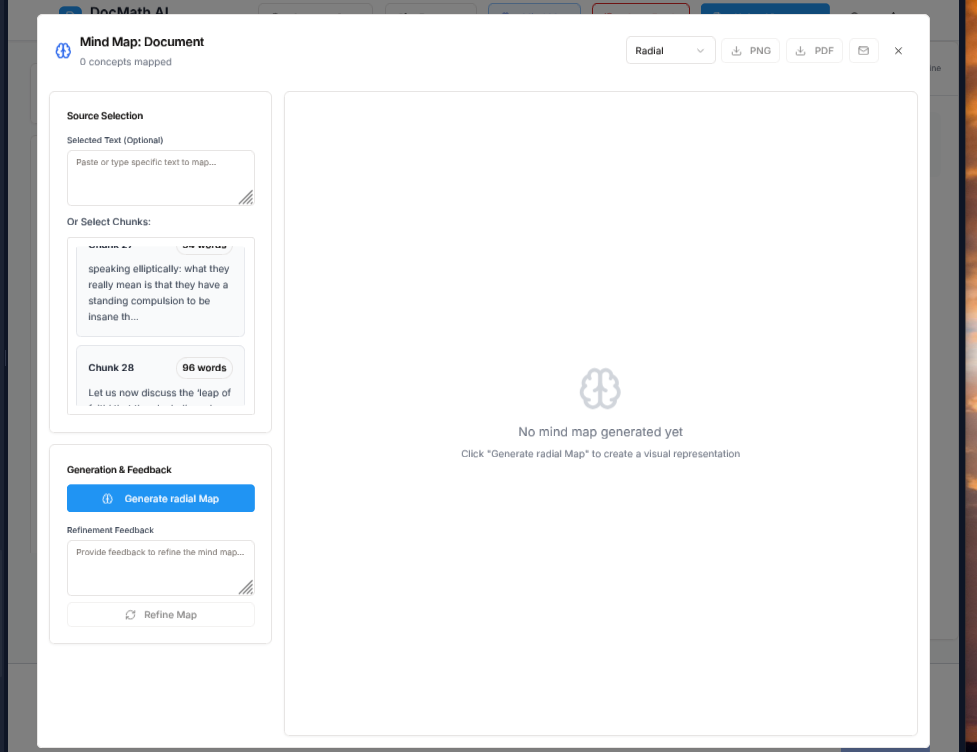 DocMath AI
Mind Map: Document
0 concepts mapped
Radial
PNG
PDF
Source Selection
Selected Text (Optional)
Paste or type specific text to map...
Or Select Chunks:
Chunk 27
94 words
speaking elliptically: what they
really mean is that they have a
standing compulsion to be
insane th...
Chunk 28
96 words
Let us now discuss the 'leap of
Generation & Feedback
Generate radial Map
Refinement Feedback
Provide feedback to refine the mind map...
Refine Map
No mind map generated yet
Click "Generate radial Map" to create a visual representation